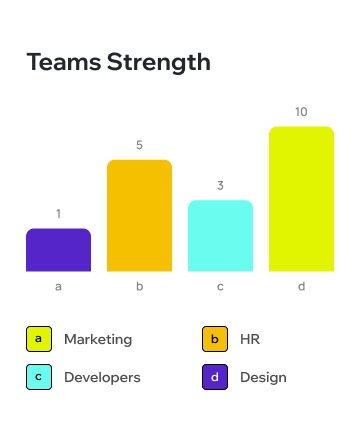 Teams Strength
10
5
3
1
a b c d
a Marketing b HR
c Developers d Design